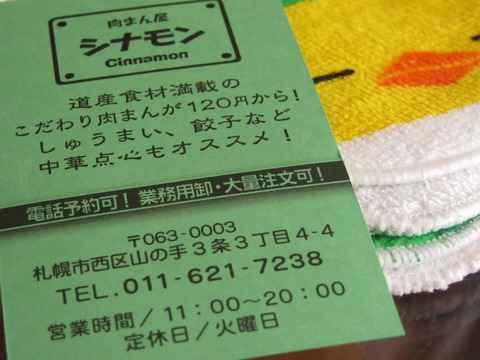 肉まん屋
シナモン
Cinnamon
道産食材満載の
こだわり肉まんが120円から!
しゅうまい、餃子など
中華点心もオススメ!
電話予約可! 業務用卸・大量注文可!
〒063-0003
札幌市西区山の手3条3丁目4-4
TEL.011-621-7238
営業時間/11:00〜20:00
定休日/火曜日